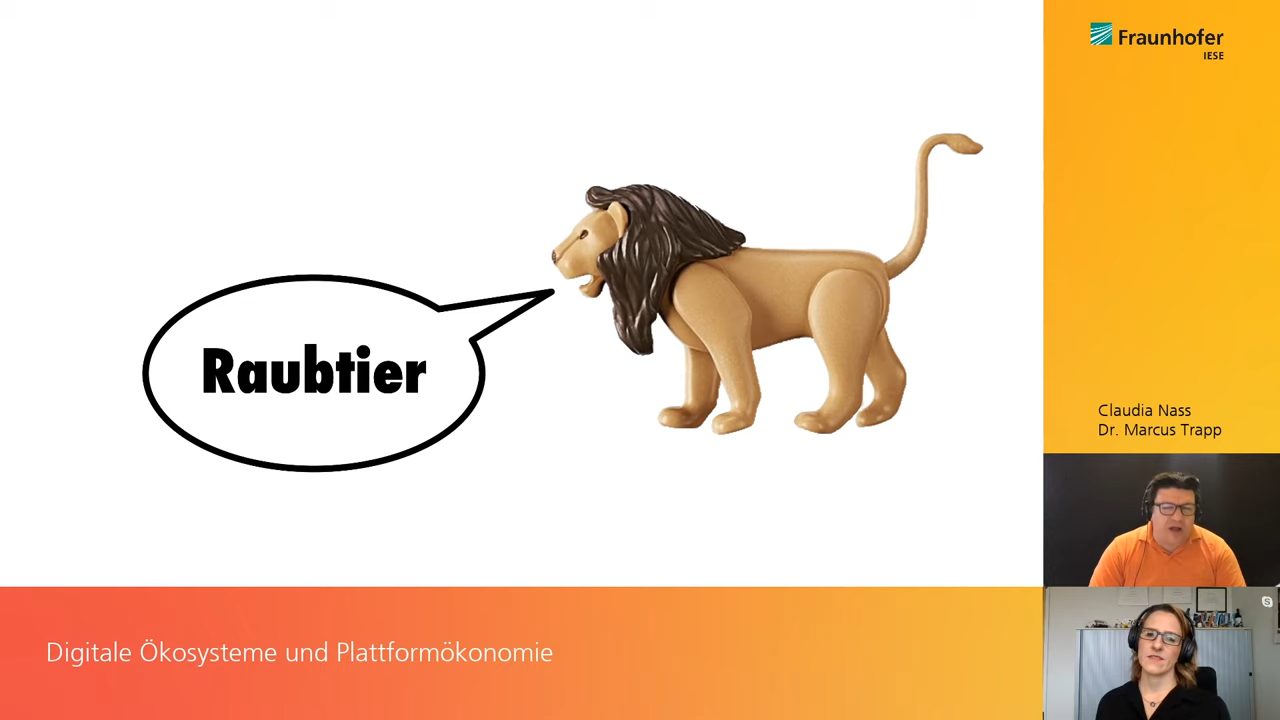 Fraunhofer
IESE
Raubtier
Claudia Nass
Dr. Marcus Trapp
Digitale Ökosysteme und Plattformökonomie